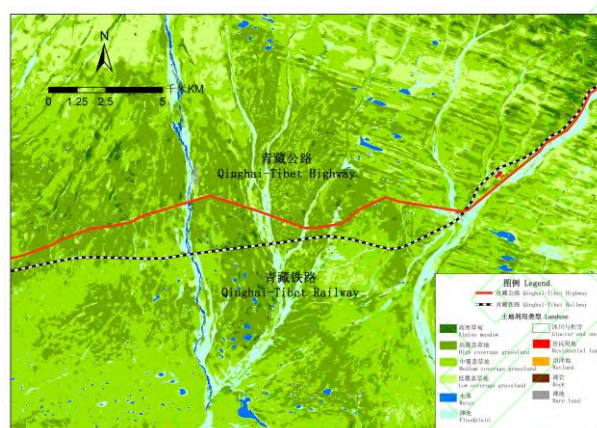 N
千米KM
0 1.25 2.5 5
青藏公路
Qinghai-Tibet Highway
青藏铁路
Qinghai-Tibet Railway
图例 Legend
青藏公路 Qinghai-Tibet Highway
青藏铁路 Qinghai-Tibet Railway
土地利用类型 Landuse
高寒草甸
Alpine meadow
高覆盖草地
High coverage grassland
中覆盖草地
Medium coverage grassland
低覆盖草地
low coverage grassland
水体
Water
滩地
Floodplain
冰川与积雪
Glacier and
居民用地
Residential
沼泽地
Wetland
裸岩
Rock
裸地
Bare land